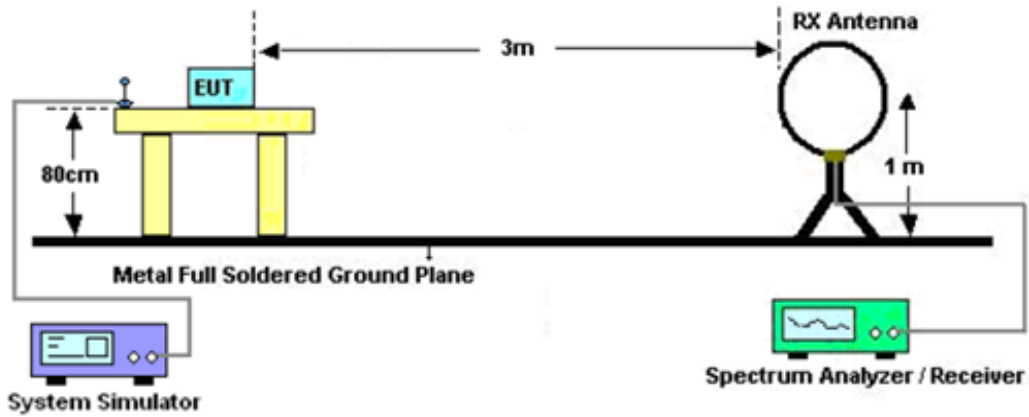 RX Antenna
3m
EUT
80cm
1 m
Metal Full Soldered Ground Plane
System Simulator
Spectrum Analyzer / Receiver